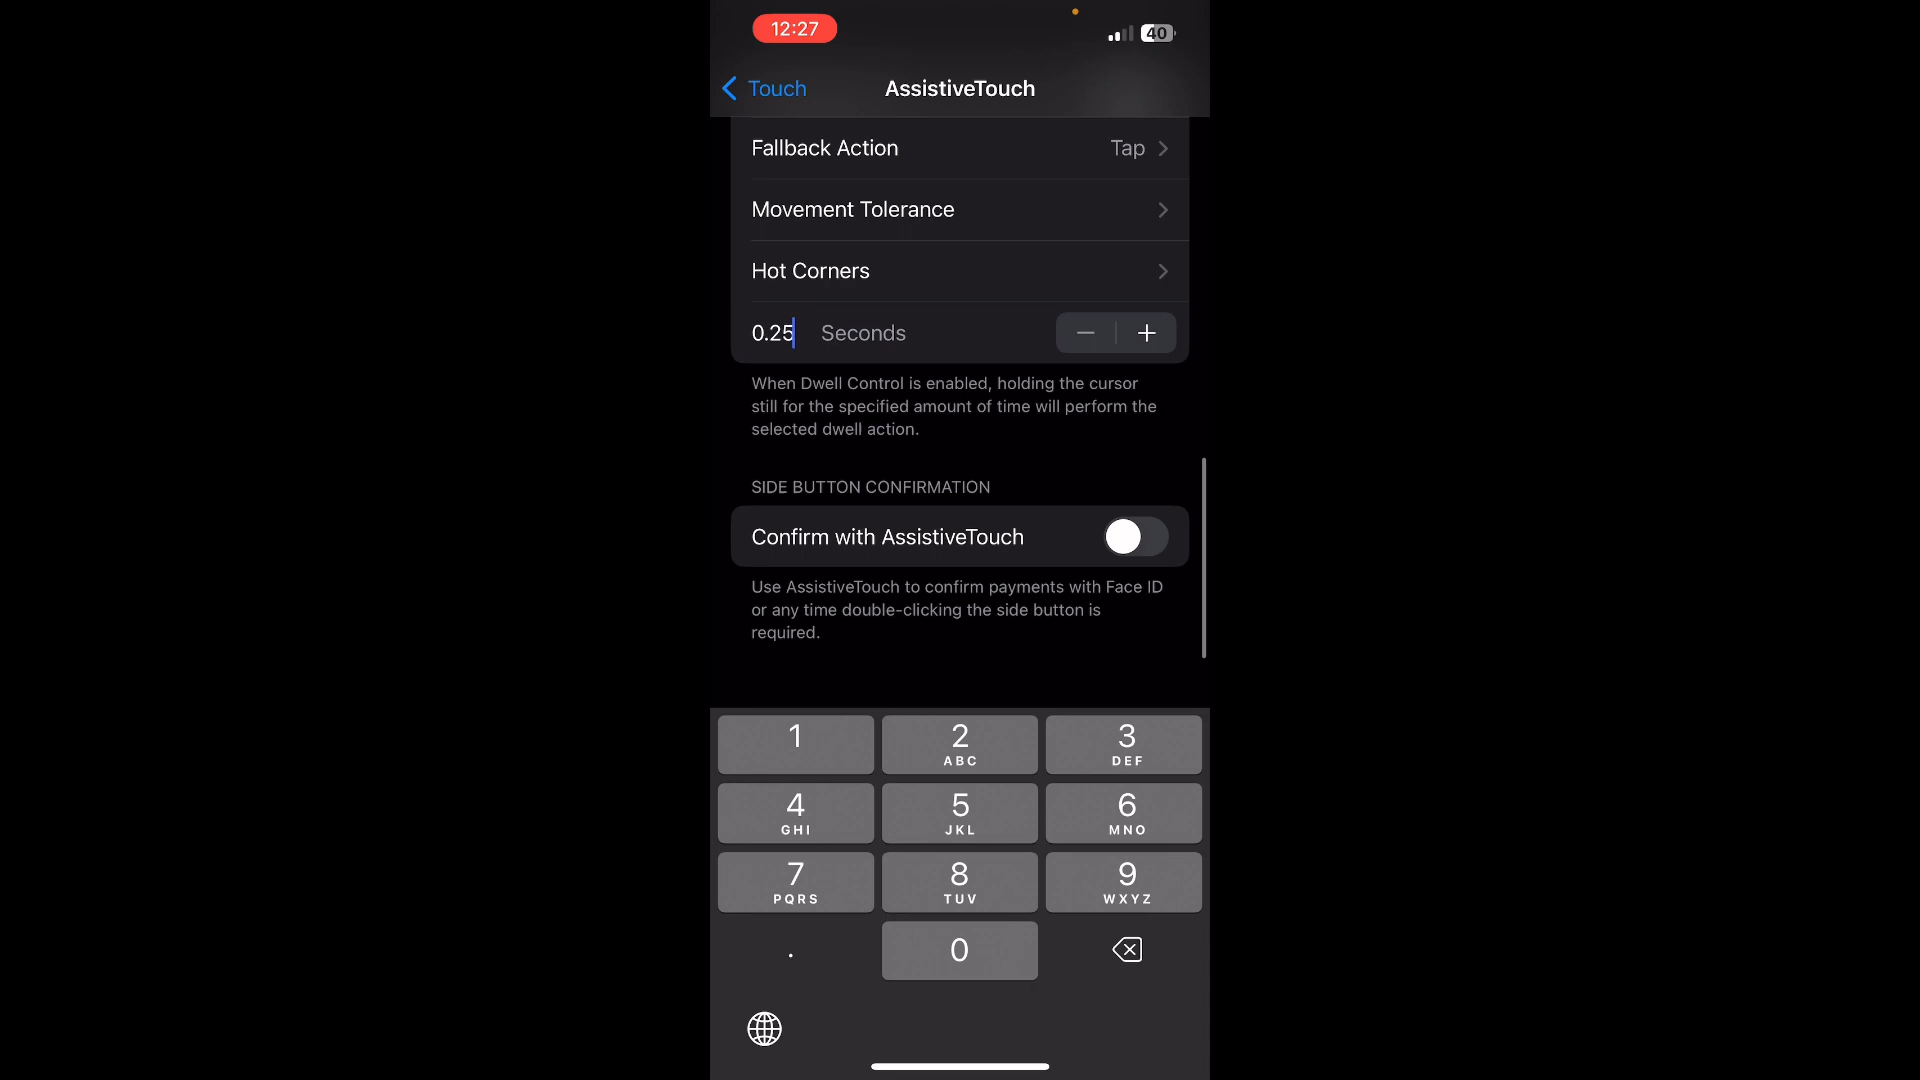 12:27
40
Touch
AssistiveTouch
Fallback Action Tap
Movement Tolerance
Hot Corners
0.25 Seconds − +
When Dwell Control is enabled, holding the cursor
still for the specified amount of time will perform the
selected dwell action.
SIDE BUTTON CONFIRMATION
Confirm with AssistiveTouch
Use AssistiveTouch to confirm payments with Face ID
or any time double-clicking the side button is
required.
1 2 3
ABC DEF
4 5 6
GHI JKL MNO
7 8 9
PQRS TUV WXYZ
. 0